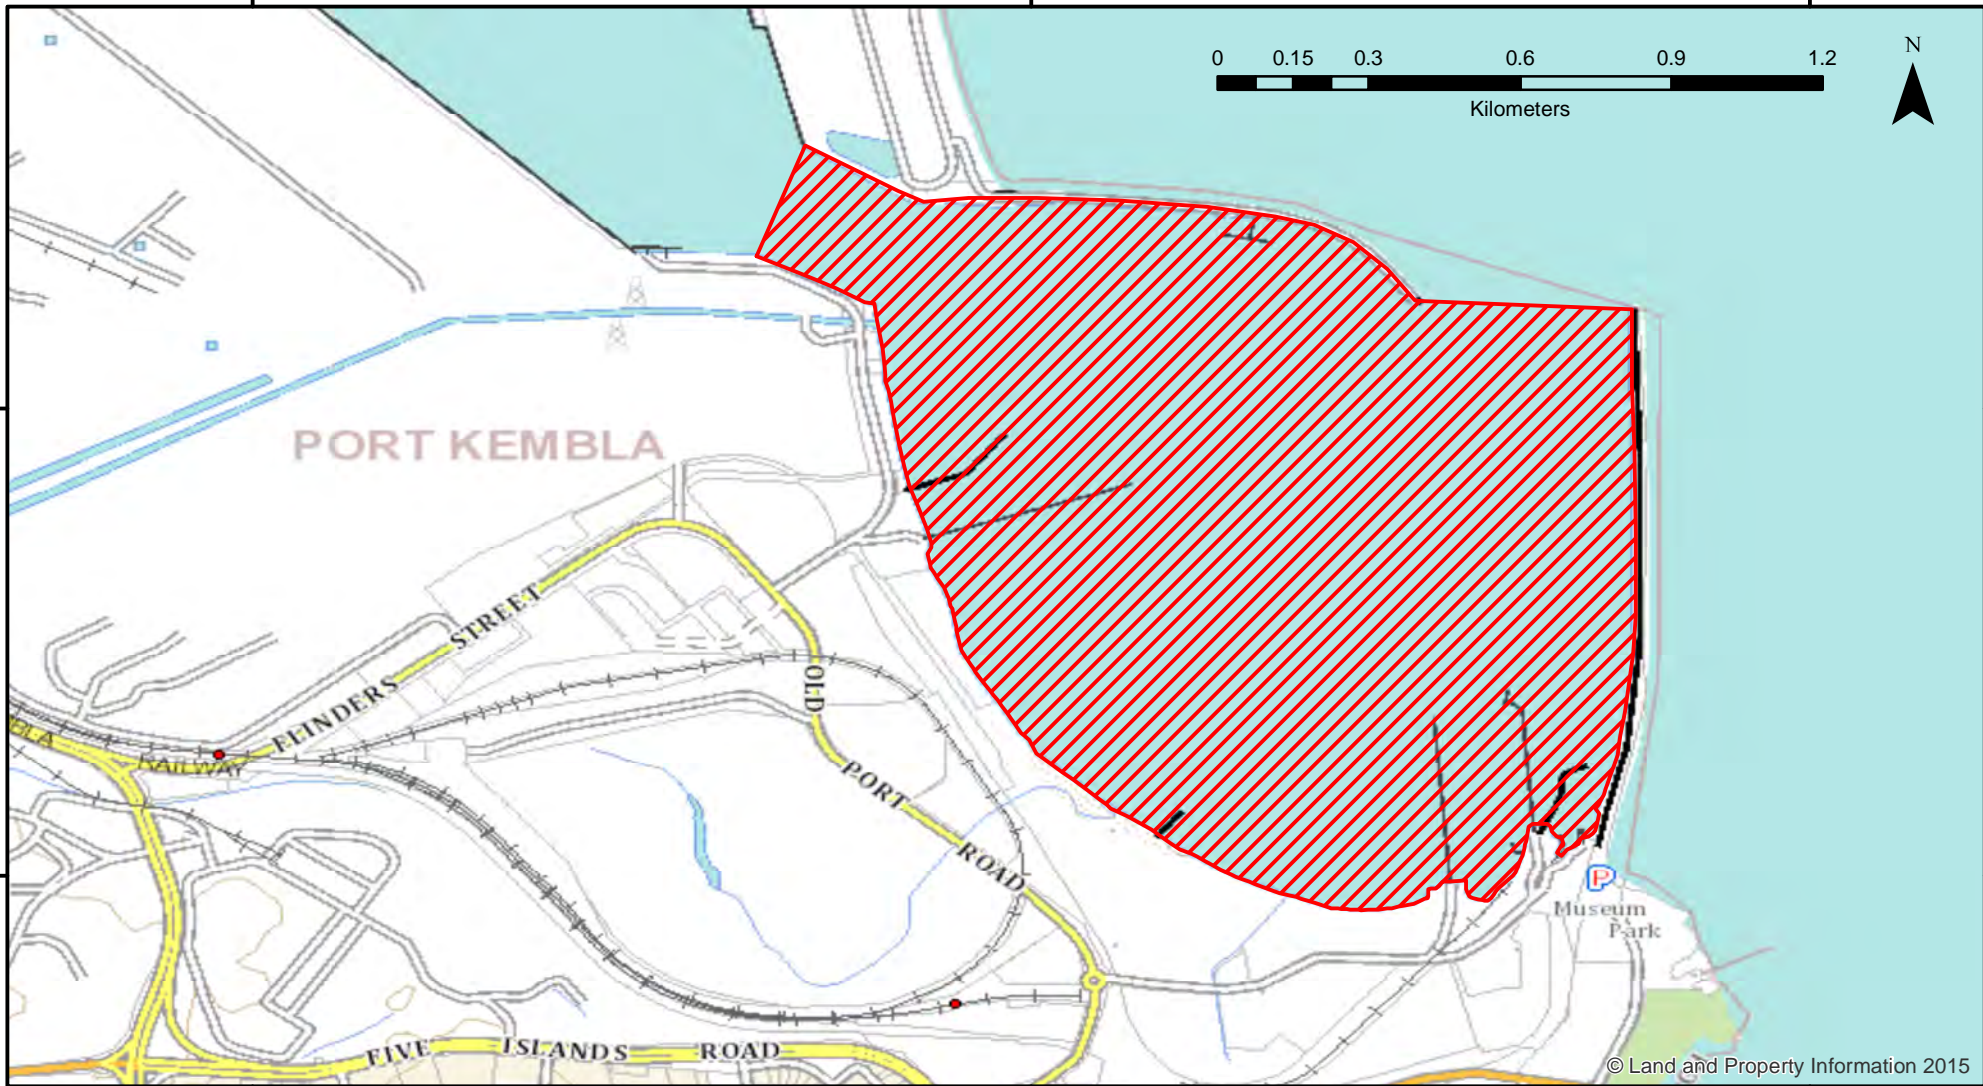 0 0.15 0.3 0.6 0.9 1.2
Kilometers
N
PORT KEMBLA
FLINDERS STREET
OLD PORT ROAD
BLA
RAILWAY
P
Museum
Park
FIVE ISLANDS ROAD
© Land and Property Information 2015